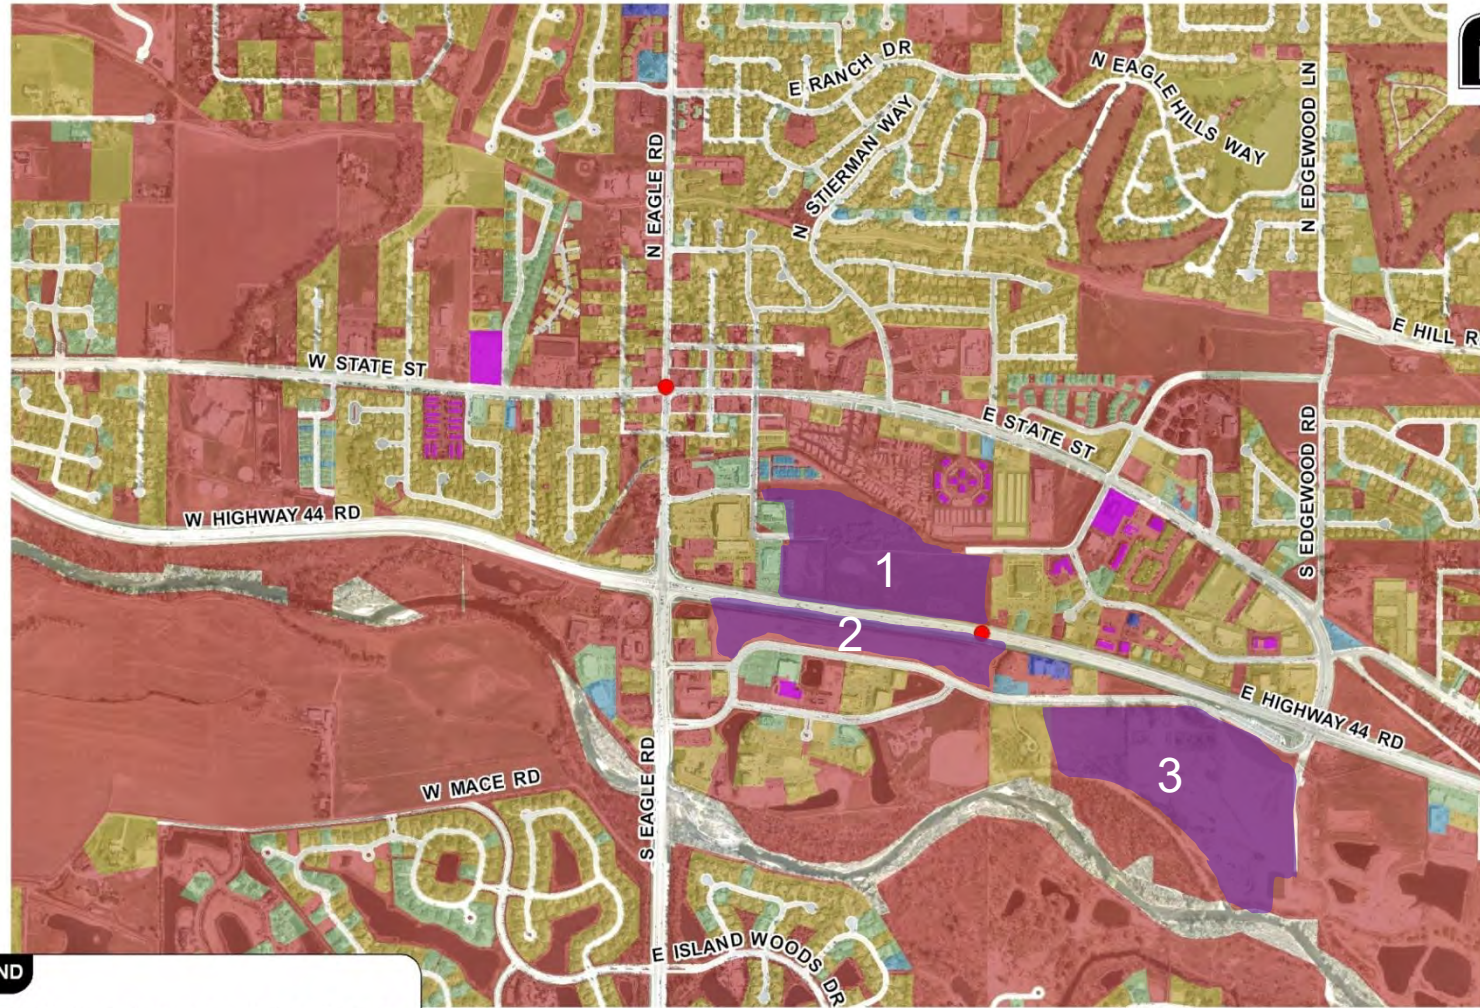 E RANCH DR
N EAGLE HILLS WAY
N EDGEWOOD LN
N EAGLE RD
N STIERMAN WAY
E HILL R
W STATE ST
E STATE ST
S EDGEWOOD RD
W HIGHWAY 44 RD
1
2
E HIGHWAY 44 RD
3
W MACE RD
S EAGLE RD
E ISLAND WOODS DR
ND